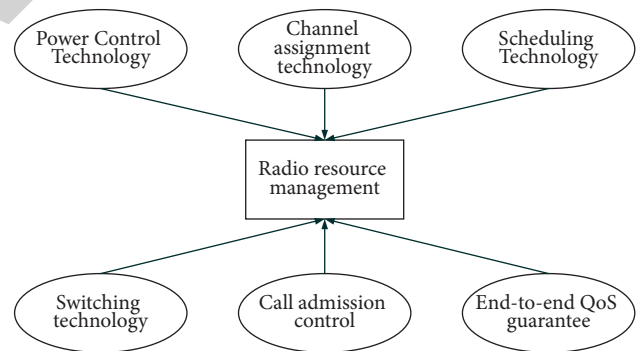 Power Control
Technology
Channel
assignment
technology
Scheduling
Technology
Radio resource
management
Switching
technology
Call admission
control
End-to-end QoS
guarantee